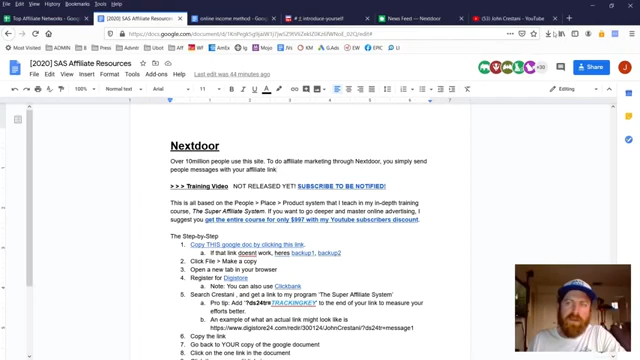 File Edit View History Bookmarks Tools Help
Top Affiliate Networks
[2020] SAS Affiliate Resources
online income method - Google
# introduce-yourself
News Feed — Nextdoor
(53) John Crestani - YouTube
Most Visited
Amazon
Droptin
Ubot
Aff
WF
AmEx
IG
AM
GD
W
Ezoic
EPIC
LI
[2020] SAS Affiliate Resources
File Edit View Insert Format Tools Add-ons Help
Last edit was 44 minutes ago
+30
Share
J
100%
Normal text
Arial
11
Editing
Nextdoor
Over 10million people use this site. To do affiliate marketing through Nextdoor, you simply send
people messages with your affiliate link
> > > Training Video NOT RELEASED YET! SUBSCRIBE TO BE NOTIFIED!
This is all based on the People > Place > Product system that I teach in my in-depth training
course, The Super Affiliate System. If you want to go deeper and master online advertising, I
suggest you get the entire course for only $997 with my Youtube subscribers discount.
The Step-by-Step
1. Copy THIS google doc by clicking this link.
a. If that link doesnt work, heres backup1, backup2
2. Click File > Make a copy
3. Open a new tab in your browser
4. Register for Digistore
a. Note: You can also use Clickbank
5. Search Crestani , and get a link to my program The Super Affiliate System
a. Pro tip: Add '?ds24tr=TRACKINGKEY' to the end of your link to measure your
efforts better.
b. An example of what an actual link might look like is
https://www.digistore24.com/redir/300124/JohnCrestani/?ds24tr=message1
6. Copy the link
7. Go back to YOUR copy of the google document
8. Click on the one link in the document